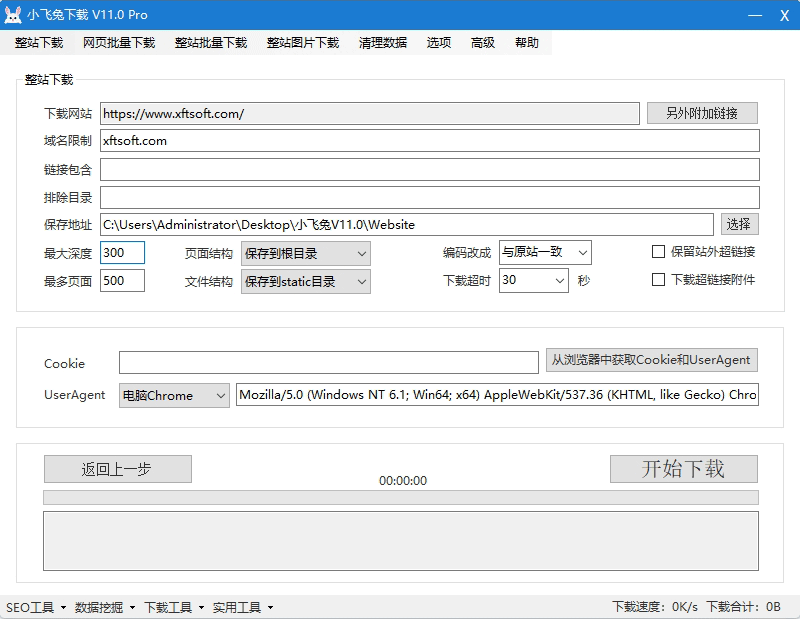 小飞兔下载 V11.0 Pro
整站下载 网页批量下载 整站批量下载 整站图片下载 清理数据 选项 高级 帮助
整站下载
下载网站 https://www.xftsoft.com/ 另外附加链接
域名限制 xftsoft.com
链接包含
排除目录
保存地址 C:\Users\Administrator\Desktop\小飞兔V11.0\Website 选择
最大深度 300 页面结构 保存到根目录 编码改成 与原站一致 保留站外超链接
最多页面 500 文件结构 保存到static目录 下载超时 30 秒 下载超链接附件
Cookie 从浏览器中获取Cookie和UserAgent
UserAgent 电脑Chrome Mozilla/5.0 (Windows NT 6.1; Win64; x64) AppleWebKit/537.36 (KHTML, like Gecko) Chro
返回上一步 00:00:00 开始下载
SEO工具 数据挖掘 下载工具 实用工具 下载速度：0K/s 下载合计：0B